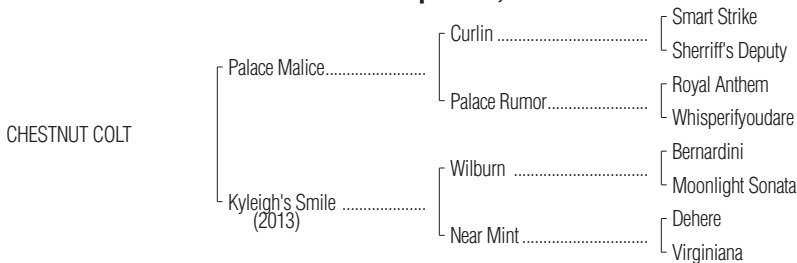 Smart Strike
Curlin ..........................................
Sherriff's Deputy
Palace Malice........................
Royal Anthem
Palace Rumor............................
Whisperifyoudare
CHESTNUT COLT
Bernardini
Wilburn ......................................
Moonlight Sonata
Kyleigh's Smile ....................
(2013)
Dehere
Near Mint ...................................
Virginiana